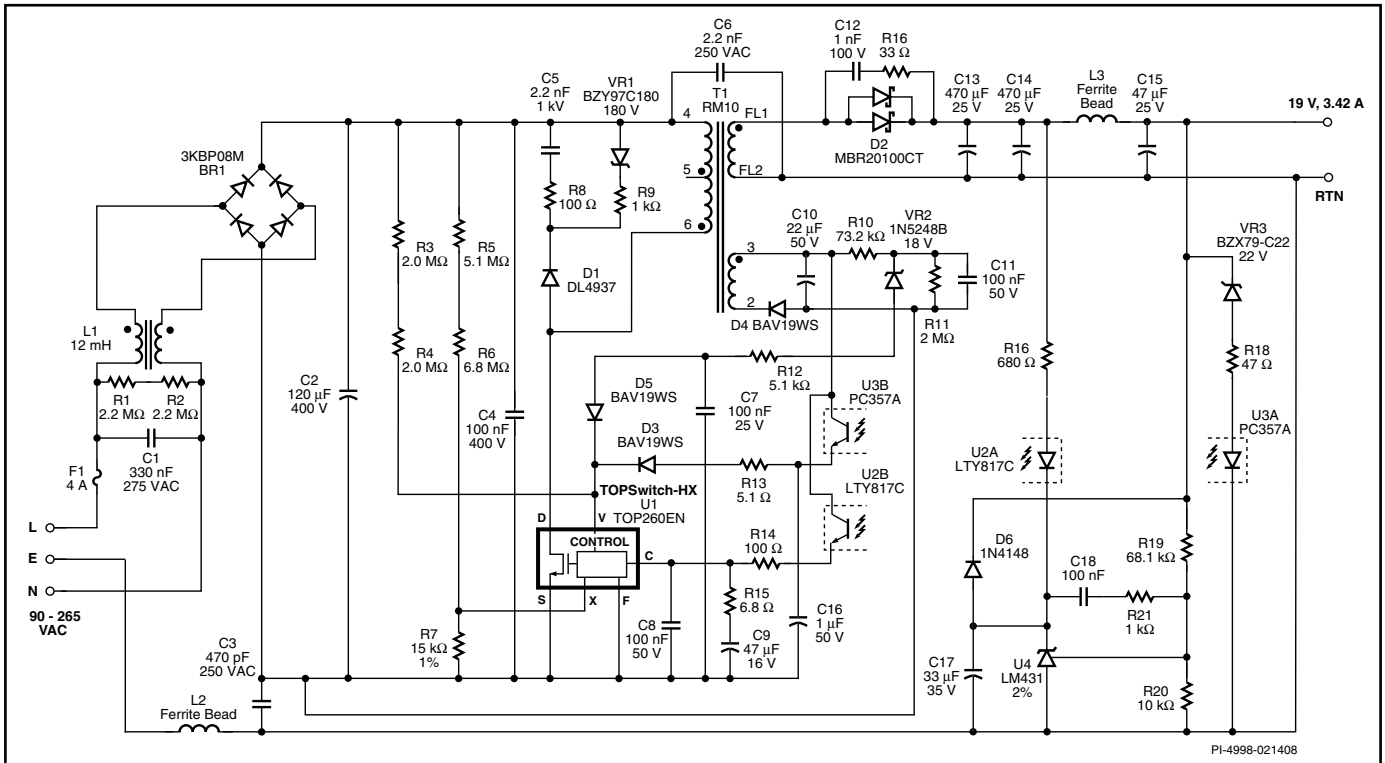 C6
2.2 nF
250 VAC
C12
1 nF
100 V
R16
33 Ω
C5
2.2 nF
1 kV
VR1
BZY97C180
180 V
T1
RM10
C13
470 µF
25 V
C14
470 µF
25 V
L3
Ferrite
Bead
C15
47 µF
25 V
19 V, 3.42 A
4
FL1
D2
MBR20100CT
3KBP08M
BR1
5
FL2
RTN
R8
100 Ω
R9
1 kΩ
6
C10
22 µF
50 V
R10
73.2 kΩ
VR2
1N5248B
18 V
VR3
BZX79-C22
22 V
R3
2.0 MΩ
R5
5.1 MΩ
D1
DL4937
3
2
C11
100 nF
50 V
D4 BAV19WS
R11
2 MΩ
L1
12 mH
R4
2.0 MΩ
R6
6.8 MΩ
R16
680 Ω
R18
47 Ω
C2
120 µF
400 V
R1
2.2 MΩ
R2
2.2 MΩ
D5
BAV19WS
R12
5.1 kΩ
C7
100 nF
25 V
U3B
PC357A
C4
100 nF
400 V
C1
330 nF
275 VAC
D3
BAV19WS
U3A
PC357A
U2A
LTY817C
F1
4 A
R13
5.1 Ω
U2B
LTY817C
TOPSwitch-HX
U1
TOP260EN
L
D
V
CONTROL
C
R14
100 Ω
E
D6
1N4148
C18
100 nF
R19
68.1 kΩ
N
S
X
F
R15
6.8 Ω
C16
1 µF
50 V
R21
1 kΩ
90 - 265
VAC
C3
470 pF
250 VAC
R7
15 kΩ
1%
C8
100 nF
50 V
C9
47 µF
16 V
C17
33 µF
35 V
U4
LM431
2%
R20
10 kΩ
L2
Ferrite Bead
PI-4998-021408